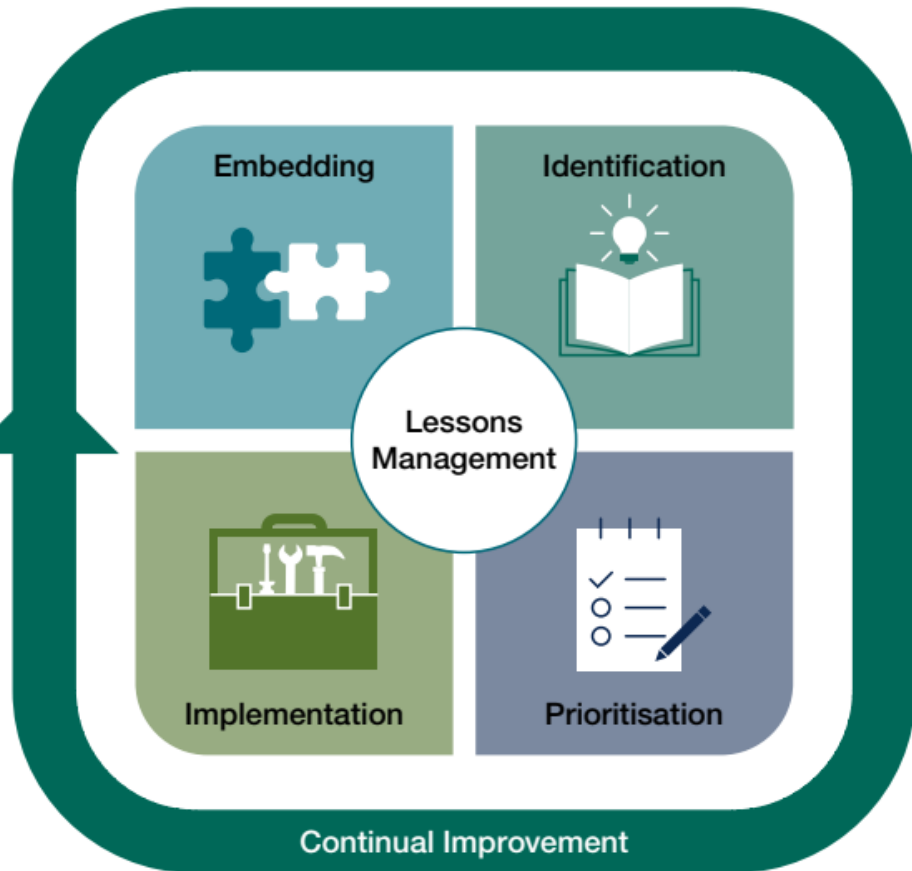 Embedding
Identification
Lessons
Management
Implementation
Prioritisation
Continual Improvement